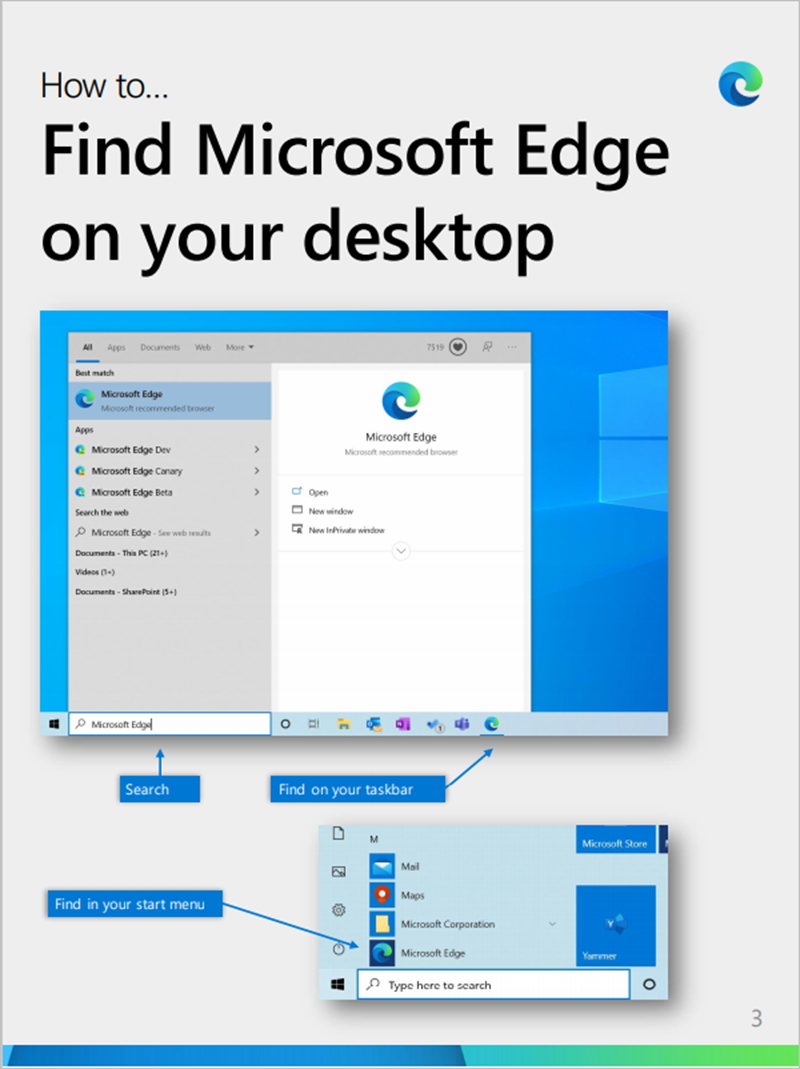 How to...
Find Microsoft Edge
on your desktop
All Apps Documents Web More 7519 ...
Best match
Microsoft Edge
Microsoft recommended browser
Apps
Microsoft Edge Dev
Microsoft Edge Canary
Microsoft Edge Beta
Search the web
Microsoft Edge - See web results
Documents - This PC (21+)
Videos (1+)
Documents - SharePoint (5+)
Microsoft Edge
Microsoft recommended browser
Open
New window
New InPrivate window
Microsoft Edge
1
Search
Find on your taskbar
Find in your start menu
M
Mail
Maps
Microsoft Corporation
Microsoft Edge
Microsoft Store
Yammer
Type here to search
3